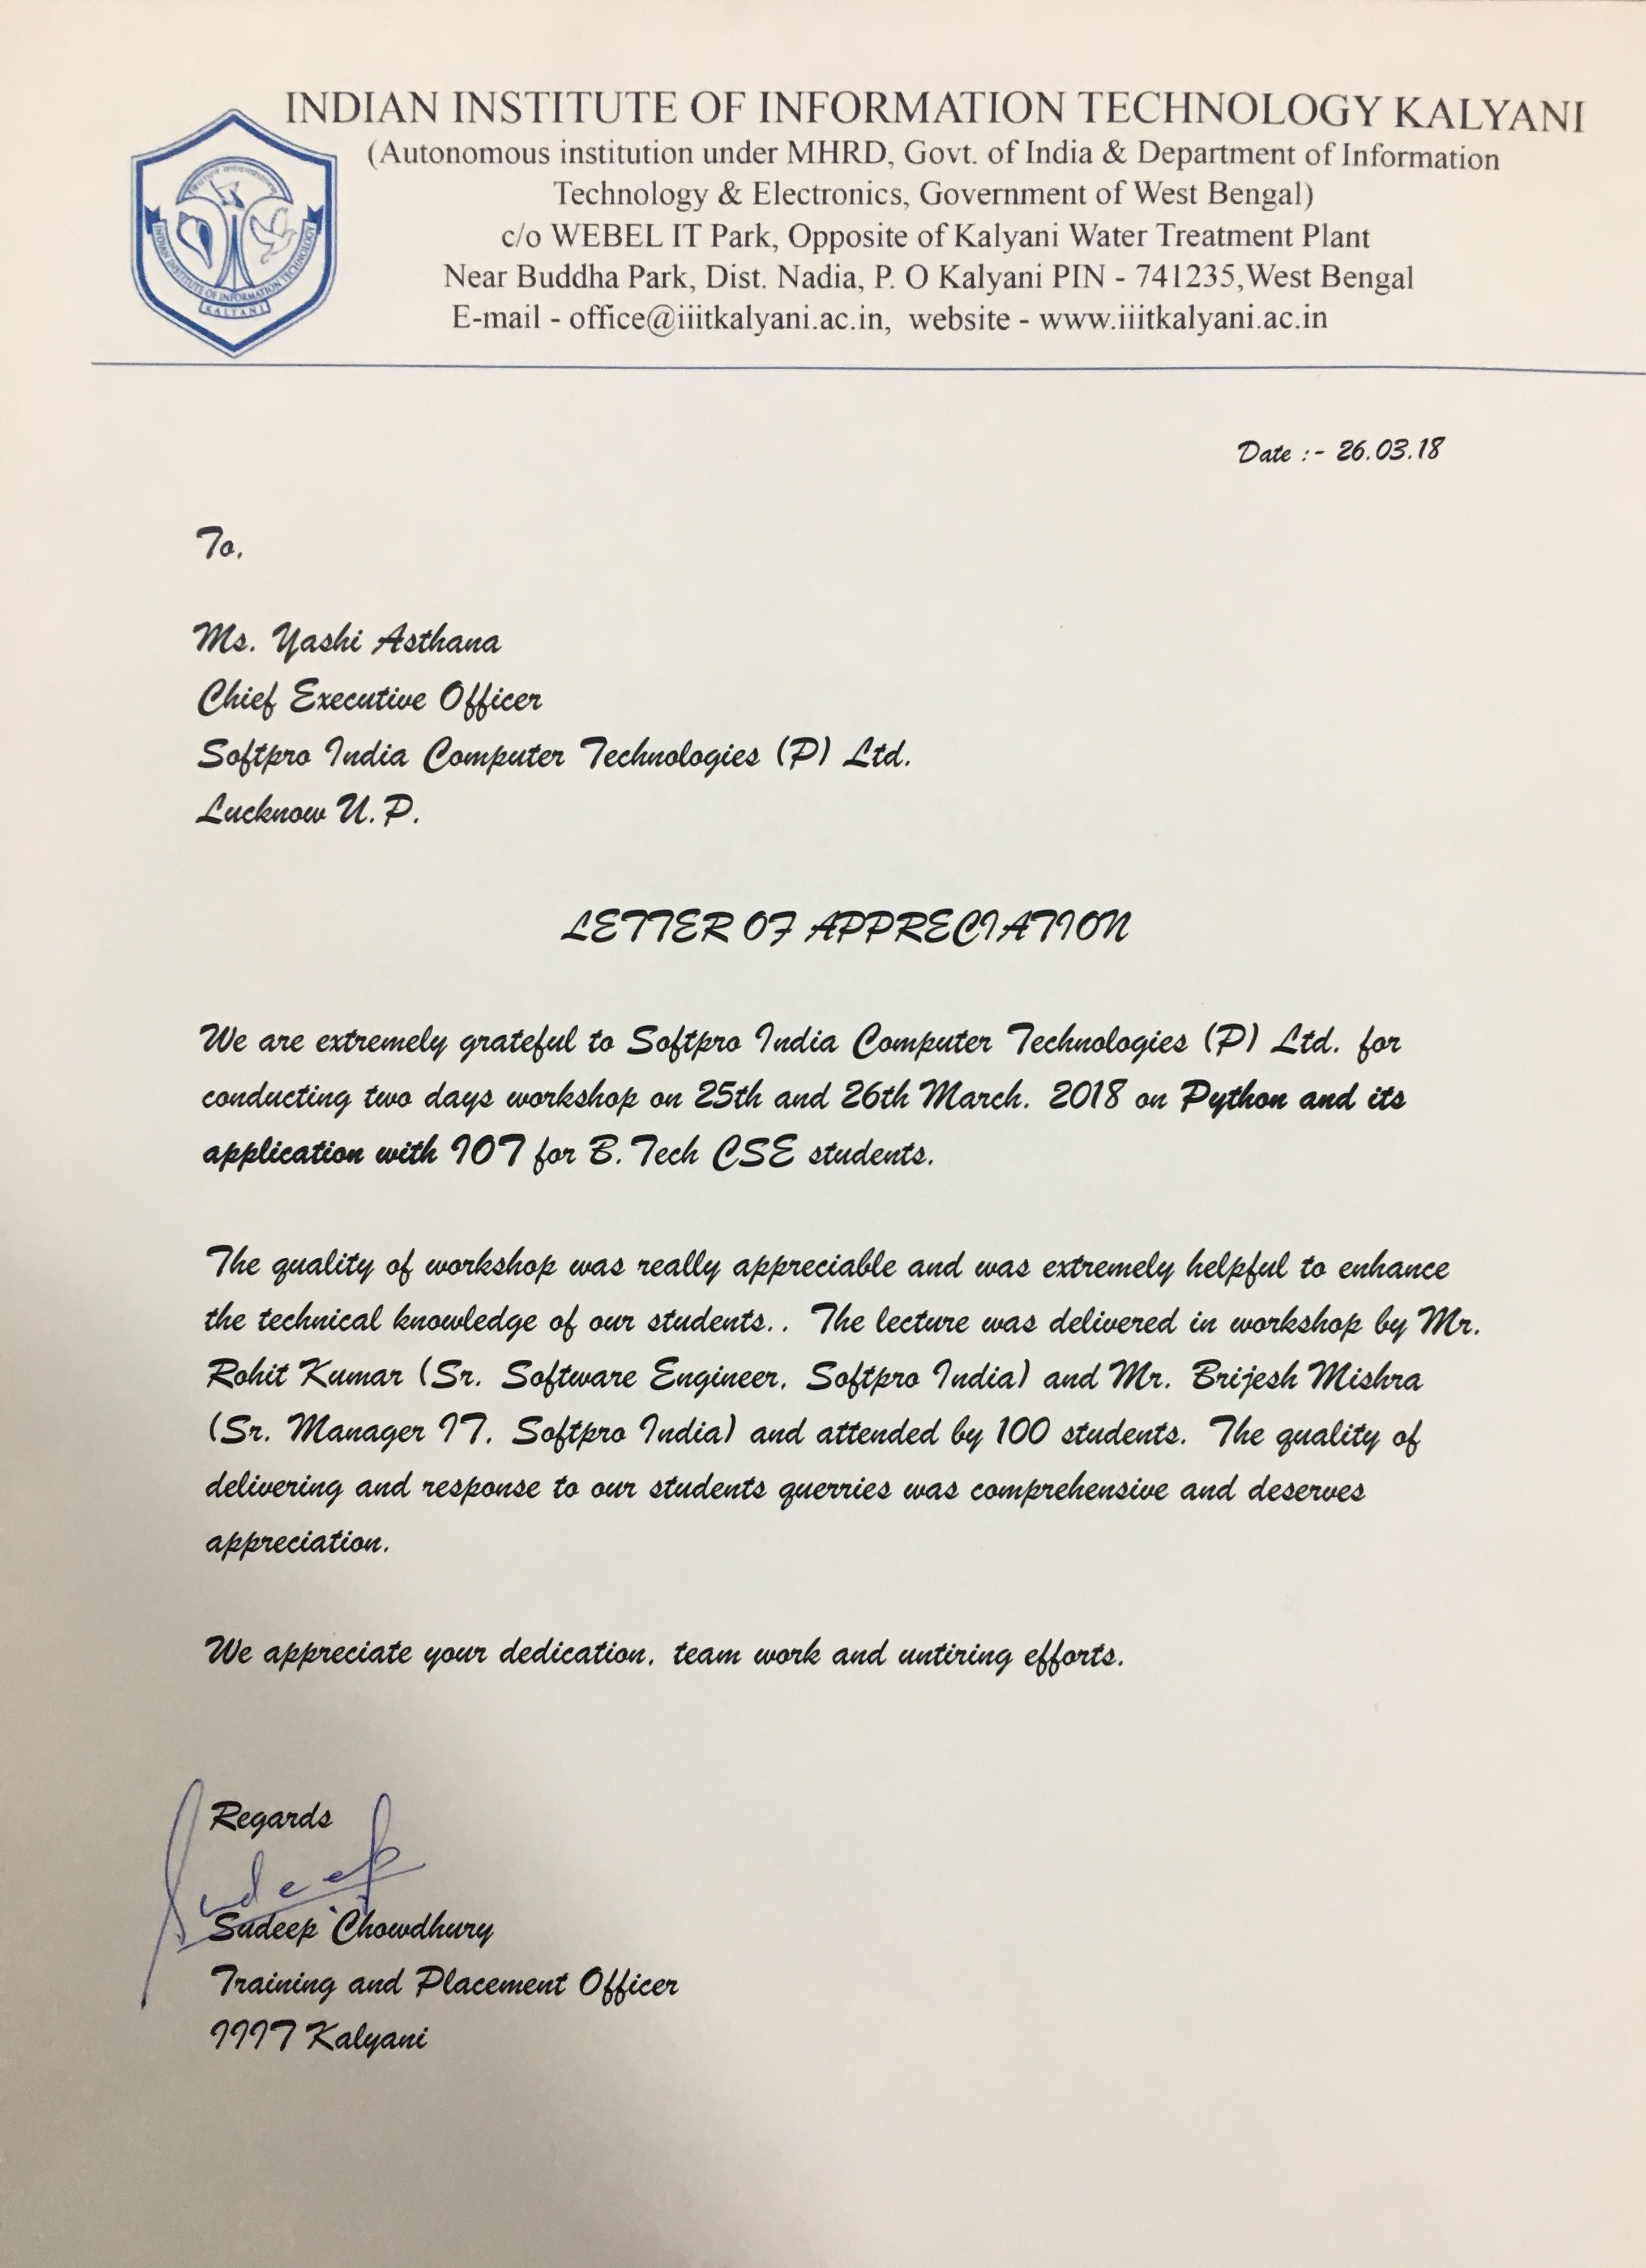 INDIAN INSTITUTE OF INFORMATION TECHNOLOGY KALYANI
(Autonomous institution under MHRD, Govt. of India & Department of Information
Technology & Electronics, Government of West Bengal)
c/o WEBEL IT Park, Opposite of Kalyani Water Treatment Plant
Near Buddha Park, Dist. Nadia, P. O Kalyani PIN - 741235,West Bengal
E-mail - office@iiitkalyani.ac.in, website - www.iiitkalyani.ac.in
INDIAN INSTITUTE OF INFORMATION TECHNOLOGY
KALYANI
Date :- 26.03.18
To,
Ms. Yashi Asthana
Chief Executive Officer
Softpro India Computer Technologies (P) Ltd.
Lucknow U.P.
LETTER OF APPRECIATION
We are extremely grateful to Softpro India Computer Technologies (P) Ltd. for
conducting two days workshop on 25th and 26th March, 2018 on Python and its
application with IOT for B.Tech CSE students.
The quality of workshop was really appreciable and was extremely helpful to enhance
the technical knowledge of our students.. The lecture was delivered in workshop by Mr.
Rohit Kumar (Sr. Software Engineer, Softpro India) and Mr. Brijesh Mishra
(Sr. Manager IT, Softpro India) and attended by 100 students. The quality of
delivering and response to our students querries was comprehensive and deserves
appreciation.
We appreciate your dedication, team work and untiring efforts.
Regards
Sudeep
Sudeep Chowdhury
Training and Placement Officer
IIIT Kalyani